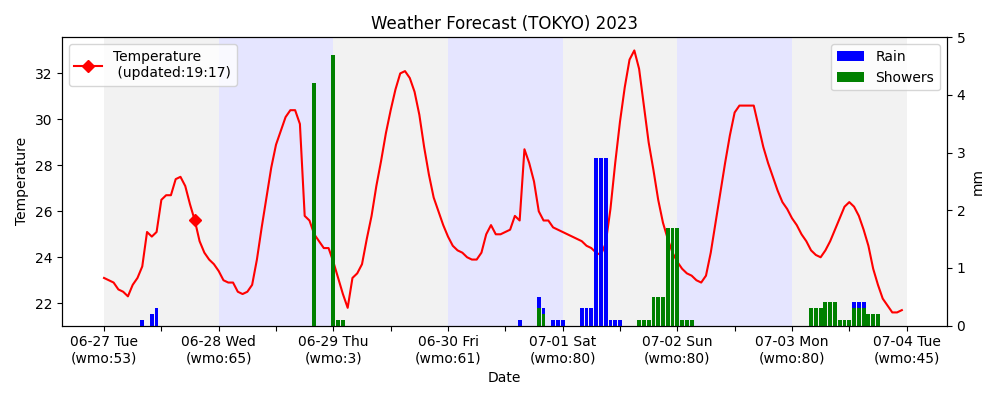 Weather Forecast (TOKYO) 2023
Temperature
(updated:19:17)
Rain
Showers
Temperature
32
30
28
26
24
22
5
4
3
2
1
0
mm
06-27 Tue
(wmo:53)
06-28 Wed
(wmo:65)
06-29 Thu
(wmo:3)
06-30 Fri
(wmo:61)
07-01 Sat
(wmo:80)
07-02 Sun
(wmo:80)
07-03 Mon
(wmo:80)
07-04 Tue
(wmo:45)
Date